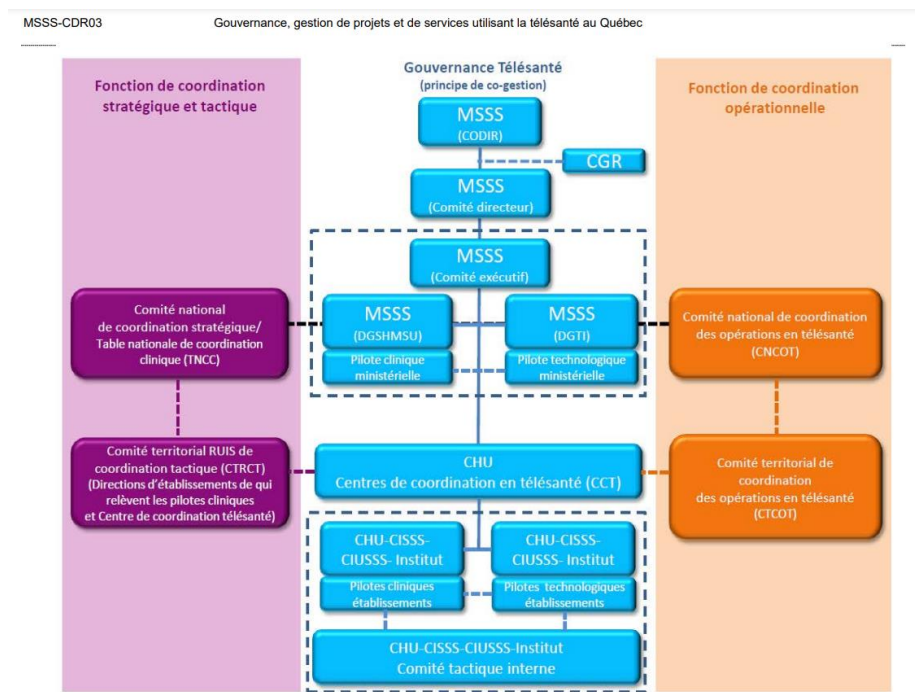 MSSS-CDR03
Gouvernance, gestion de projets et de services utilisant la télésanté au Québec
Fonction de coordination
stratégique et tactique
Gouvernance Télésanté
(principe de co-gestion)
Fonction de coordination
opérationnelle
MSSS
(CODIR)
CGR
MSSS
(Comité directeur)
MSSS
(Comité exécutif)
Comité national
de coordination stratégique/
Table nationale de coordination
clinique (TNCC)
MSSS
(DGSHMSU)
MSSS
(DGTI)
Pilote clinique
ministérielle
Pilote technologique
ministérielle
Comité national de coordination
des opérations en télésanté
(CNCOT)
Comité territorial RUIS de
coordination tactique (CTRCT)
(Directions d'établissements de qui
relèvent les pilotes cliniques
et Centre de coordination télésanté)
CHU
Centres de coordination en télésanté (CCT)
Comité territorial de
coordination
des opérations en télésanté
(CTCOT)
CHU-CISSS-
CIUSSS- Institut
CHU-CISSS-
CIUSSS- Institut
Pilotes cliniques
établissements
Pilotes technologiques
établissements
CHU-CISSS-CIUSSS-Institut
Comité tactique interne